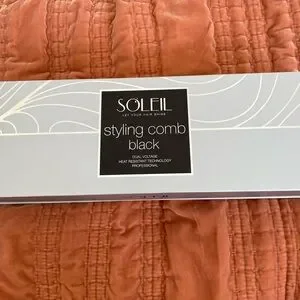 SOLEIL
LET YOUR HAIR SHINE
styling comb
black
DUAL VOLTAGE
HEAT RESISTANT TECHNOLOGY
PROFESSIONAL